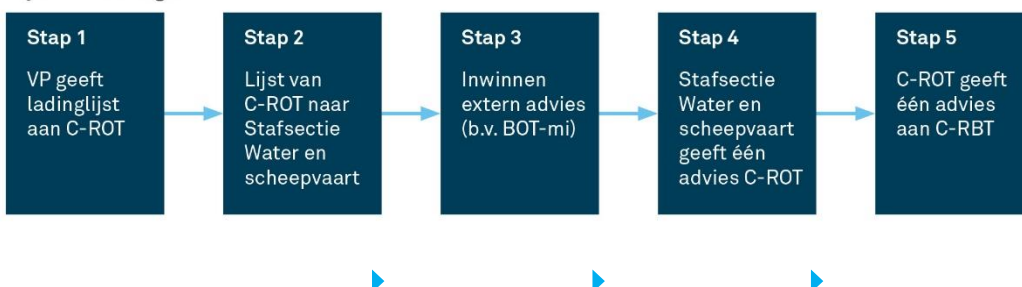 Stap 1
VP geeft
ladinglijst
aan C-ROT
Stap 2
Lijst van
C-ROT naar
Stafsectie
Water en
scheepvaart
Stap 3
Inwinnen
extern advies
(b.v. BOT-mi)
Stap 4
Stafsectie
Water en
scheepvaart
geeft één
advies C-ROT
Stap 5
C-ROT geeft
één advies
aan C-RBT